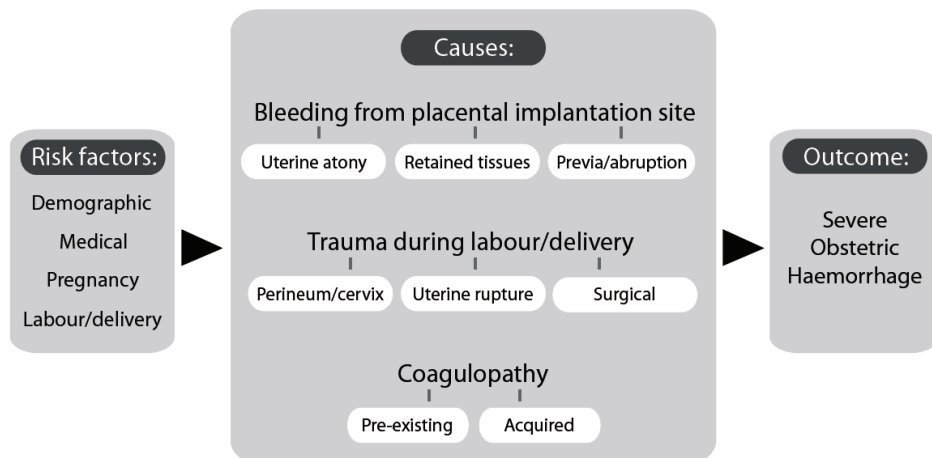 Risk factors:
Demographic
Medical
Pregnancy
Labour/delivery
Causes:
Bleeding from placental implantation site
Uterine atony
Retained tissues
Previa/abruption
Trauma during labour/delivery
Perineum/cervix
Uterine rupture
Surgical
Coagulopathy
Pre-existing
Acquired
Outcome:
Severe
Obstetric
Haemorrhage